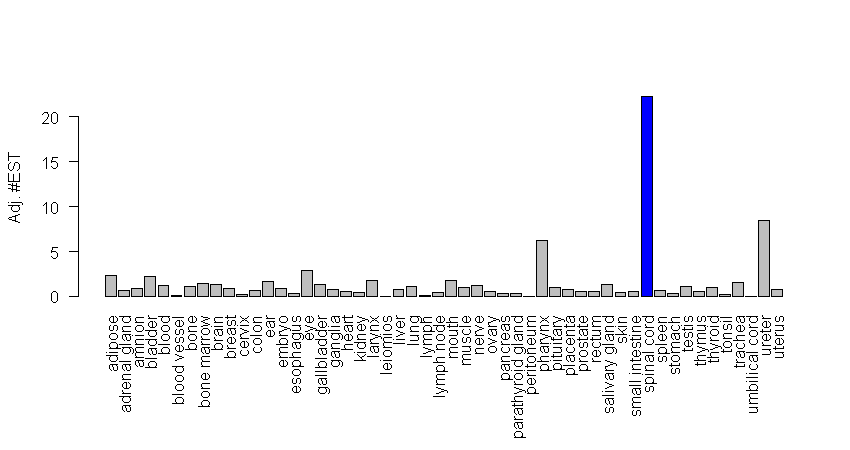 Adj. #EST
20
15
10
5
0
adipose
adrenal gland
amnion
bladder
blood
blood vessel
bone
bone marrow
brain
breast
cervix
colon
ear
embryo
esophagus
eye
gallbladder
ganglia
heart
kidney
larynx
leiomios
liver
lung
lymph
lymph node
mouth
muscle
nerve
ovary
pancreas
parathyroid gland
peritoneum
pharynx
pituitary
placenta
prostate
rectum
salivary gland
skin
small intestine
spinal cord
spleen
stomach
testis
thymus
thyroid
tonsil
trachea
umbilical cord
ureter
uterus